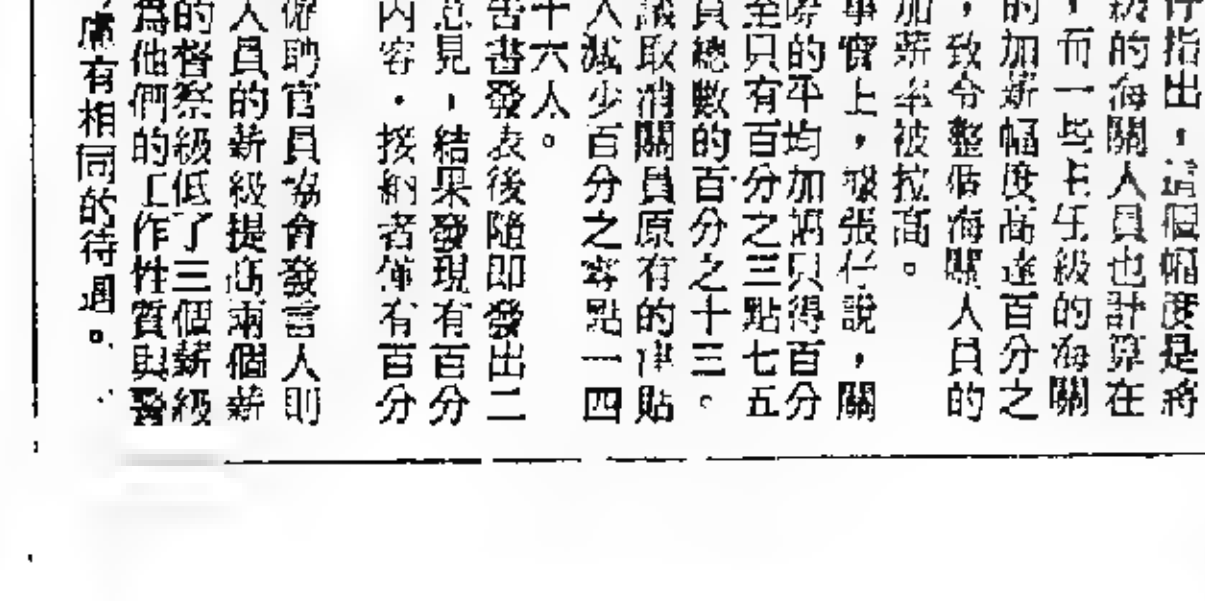 仔指出,這個幅度是將
級的海關人員也計算在
,而一些上午級的海關
的加薪幅度高達百分之
,致令整個海關人員的
加薪率被拉高。
事實上,據張仔說,關
的平均加幅只得百分
至只有百分之三點七五
員總數的百分之十三。
議取消關員原有的津貼
入減少百分之零點一四
十六人。
告書發表後隨即發出二
意見,結果發現有百分
內容,接納者僅有百分
僱聘官員協會發言人則
人員的薪級提高兩個薪
的督察級低了三個薪級
爲他們的工作性質與警
應有相同的待遇。